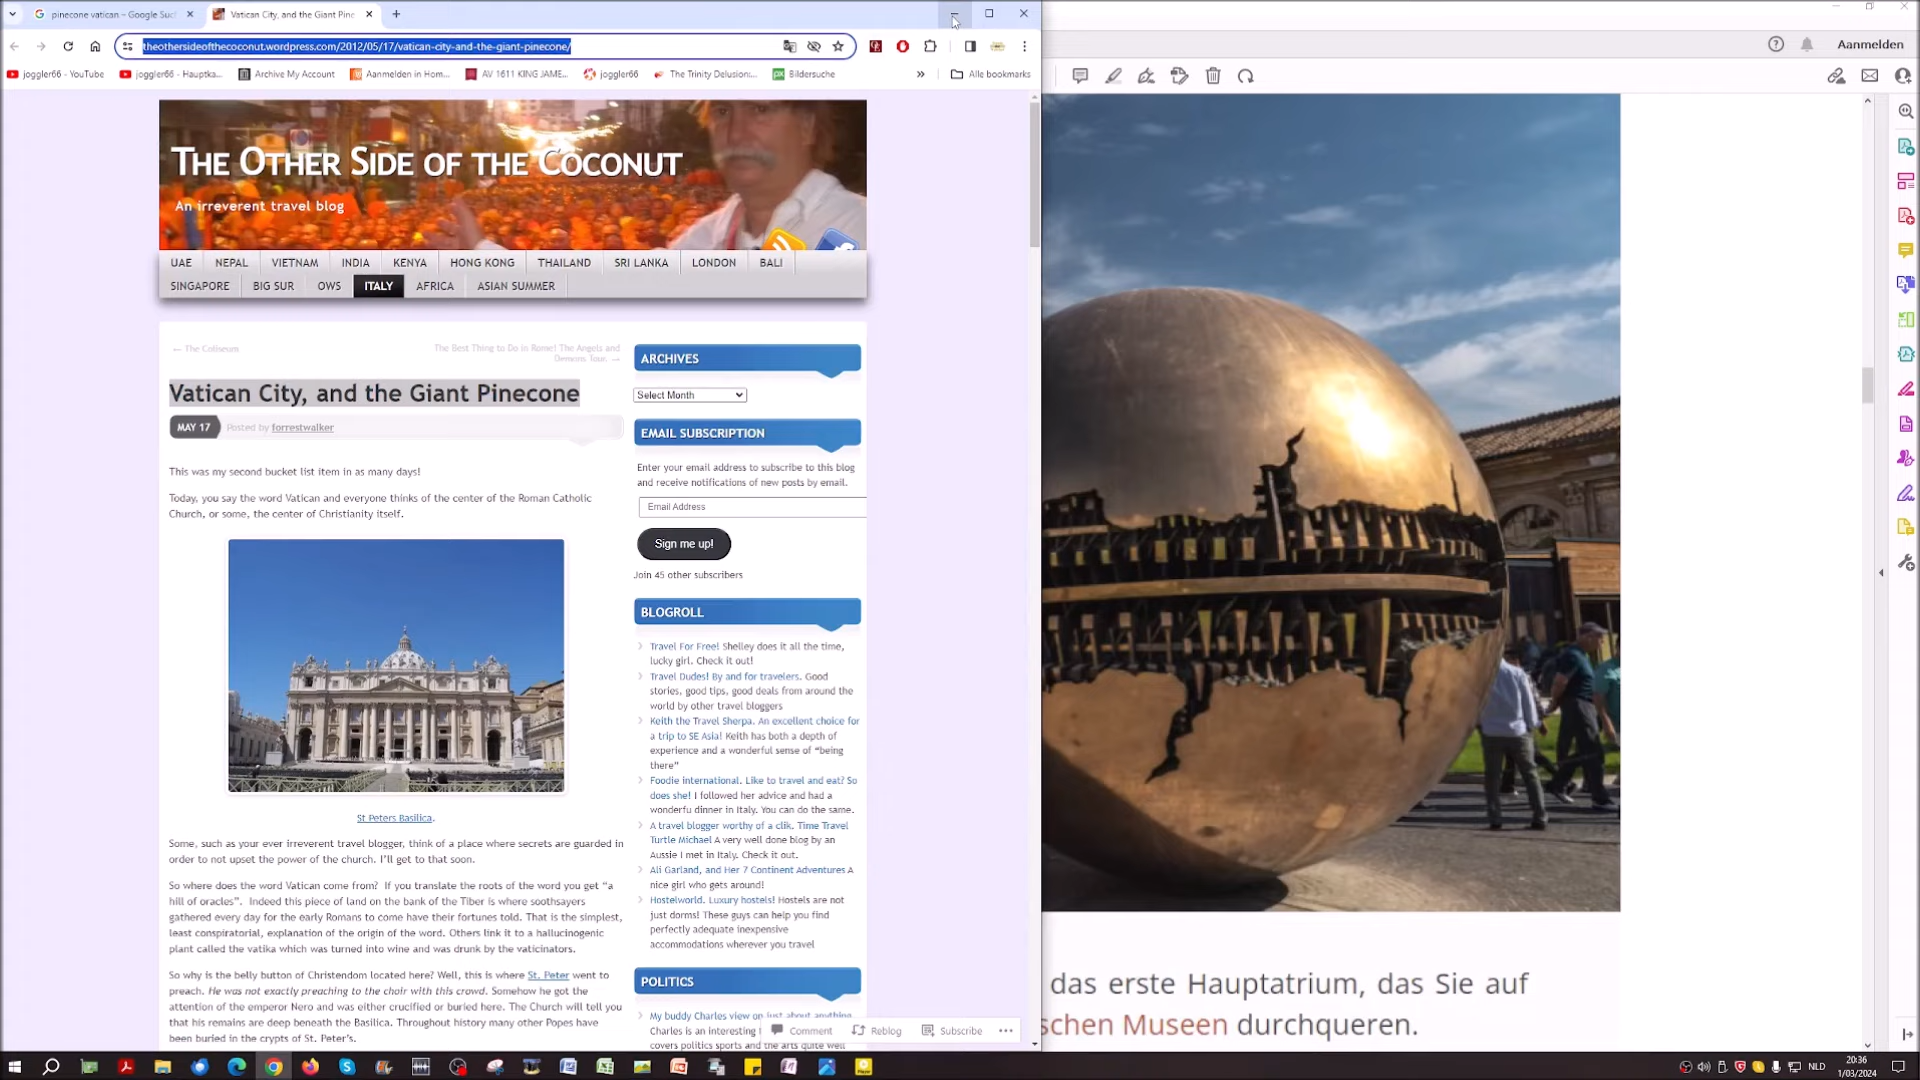 pinecone vatican – Google Suc
Vatican City, and the Giant Pine
theothersideofthecoconut.wordpress.com/2012/05/17/vatican-city-and-the-giant-pinecone/
joggler66 - YouTube
joggler66 - Hauptka...
Archive My Account
Aanmelden in Hom...
AV 1611 KING JAME...
joggler66
The Trinity Delusion:...
Bildersuche
Alle bookmarks
Aanmelden
THE OTHER SIDE OF THE COCONUT
An irreverent travel blog
UAE NEPAL VIETNAM INDIA KENYA HONG KONG THAILAND SRI LANKA LONDON BALI
SINGAPORE BIG SUR OWS ITALY AFRICA ASIAN SUMMER
← The Coliseum
The Best Thing to Do in Rome! The Angels and
Demons Tour. →
Vatican City, and the Giant Pinecone
MAY 17 Posted by forrestwalker
This was my second bucket list item in as many days!
Today, you say the word Vatican and everyone thinks of the center of the Roman Catholic
Church, or some, the center of Christianity itself.
St Peters Basilica.
Some, such as your ever irreverent travel blogger, think of a place where secrets are guarded in
order to not upset the power of the church. I'll get to that soon.
So where does the word Vatican come from? If you translate the roots of the word you get “a
hill of oracles”. Indeed this piece of land on the bank of the Tiber is where soothsayers
gathered every day for the early Romans to come have their fortunes told. That is the simplest,
least conspiratorial, explanation of the origin of the word. Others link it to a hallucinogenic
plant called the vatika which was turned into wine and was drunk by the vaticinators.
So why is the belly button of Christendom located here? Well, this is where St. Peter went to
preach. He was not exactly preaching to the choir with this crowd. Somehow he got the
attention of the emperor Nero and was either crucified or buried here. The Church will tell you
that his remains are deep beneath the Basilica. Throughout history many other Popes have
been buried in the crypts of St. Peter's.
ARCHIVES
Select Month
EMAIL SUBSCRIPTION
Enter your email address to subscribe to this blog
and receive notifications of new posts by email.
Email Address
Sign me up!
Join 45 other subscribers
BLOGROLL
Travel For Free! Shelley does it all the time,
lucky girl. Check it out!
Travel Dudes! By and for travelers. Good
stories, good tips, good deals from around the
world by other travel bloggers
Keith the Travel Sherpa. An excellent choice for
a trip to SE Asia! Keith has both a depth of
experience and a wonderful sense of “being
there”
Foodie international. Like to travel and eat? So
does she! I followed her advice and had a
wonderfu dinner in Italy. You can do the same.
A travel blogger worthy of a clik. Time Travel
Turtle Michael A very well done blog by an
Aussie I met in Italy. Check it out.
Ali Garland, and Her 7 Continent Adventures A
nice girl who gets around!
Hostelworld. Luxury hostels! Hostels are not
just dorms! These guys can help you find
perfectly adequate inexpensive
accommodations wherever you travel
POLITICS
My buddy Charles view on just about anything
Charles is an interesting
covers politics sports and the arts quite well
Comment Reblog Subscribe
das erste Hauptatrium, das Sie auf
schen Museen durchqueren.
NLD
20:36
1/03/2024